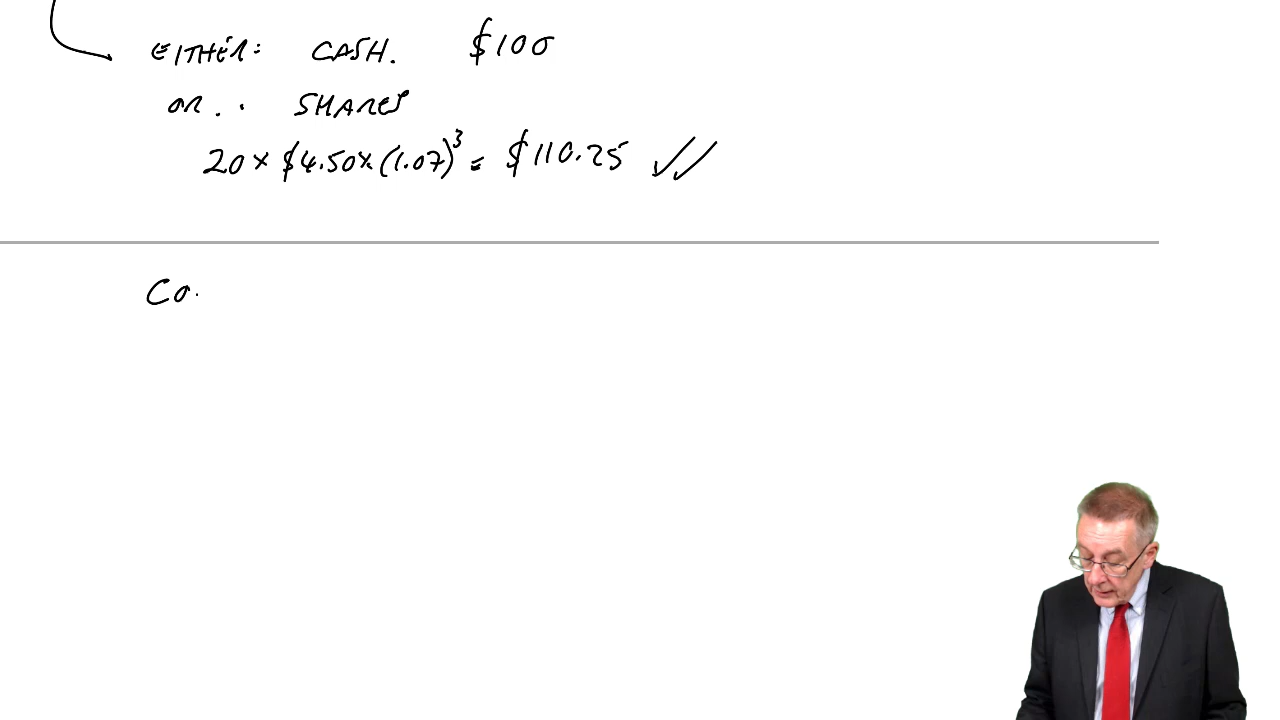 EITHER: CASH. $100
OR. . SHARES
20 × $4.50 × (1.07)³ = $110.25 ✓✓
Co.